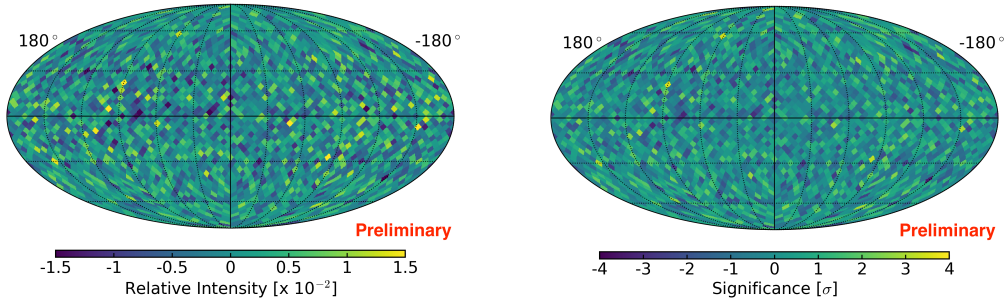 180°
-180°
Preliminary
-1.5 -1 -0.5 0 0.5 1 1.5
Relative Intensity [x 10⁻²]
180°
-180°
Preliminary
-4 -3 -2 -1 0 1 2 3 4
Significance [σ]